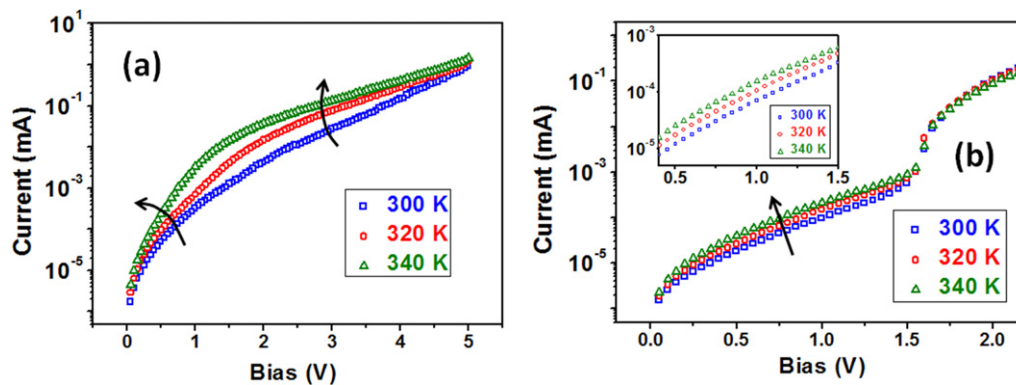 (a)
Current (mA)
10^1
10^-1
10^-3
10^-5
0 1 2 3 4 5
Bias (V)
300 K
320 K
340 K
(b)
Current (mA)
10^-1
10^-3
10^-5
0.0 0.5 1.0 1.5 2.0
Bias (V)
300 K
320 K
340 K
10^-3
10^-4
10^-5
0.5 1.0 1.5
300 K
320 K
340 K